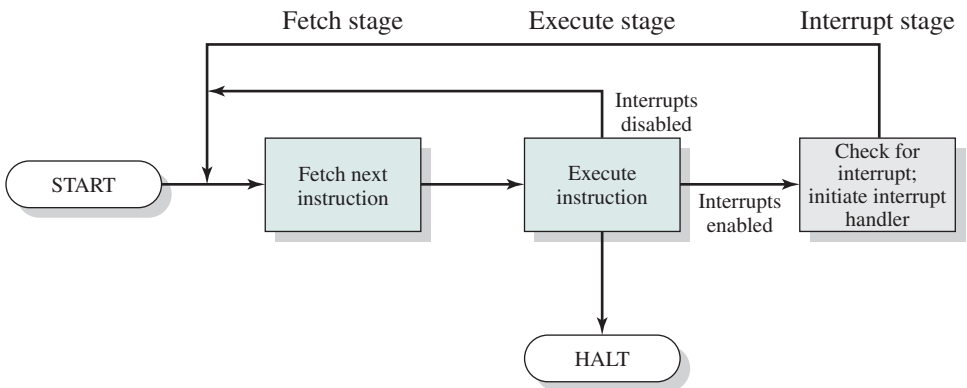 Fetch stage
Execute stage
Interrupt stage
Interrupts
disabled
START
Fetch next
instruction
Execute
instruction
Interrupts
enabled
Check for
interrupt;
initiate interrupt
handler
HALT